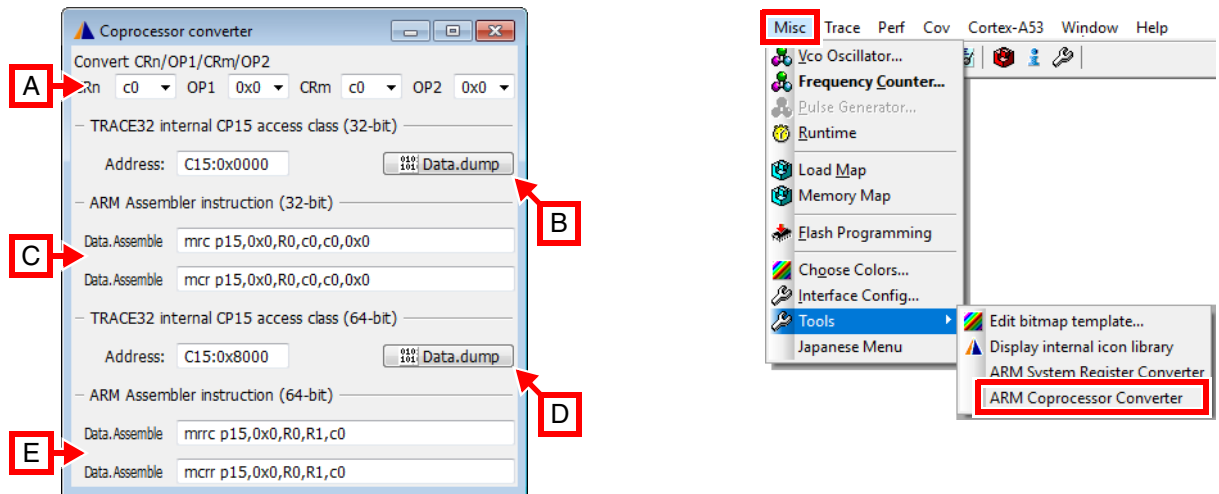 Coprocessor converter
Convert CRn/OP1/CRm/OP2
A
Rn c0 OP1 0x0 CRm c0 OP2 0x0
TRACE32 internal CP15 access class (32-bit)
Address: C15:0x0000 Data.dump
B
ARM Assembler instruction (32-bit)
C
Data.Assemble mrc p15,0x0,R0,c0,c0,0x0
Data.Assemble mcr p15,0x0,R0,c0,c0,0x0
TRACE32 internal CP15 access class (64-bit)
Address: C15:0x8000 Data.dump
D
ARM Assembler instruction (64-bit)
E
Data.Assemble mrrc p15,0x0,R0,R1,c0
Data.Assemble mcrr p15,0x0,R0,R1,c0
Misc Trace Perf Cov Cortex-A53 Window Help
Vco Oscillator...
Frequency Counter...
Pulse Generator...
Runtime
Load Map
Memory Map
Flash Programming
Choose Colors...
Interface Config...
Tools
Japanese Menu
Edit bitmap template...
Display internal icon library
ARM System Register Converter
ARM Coprocessor Converter